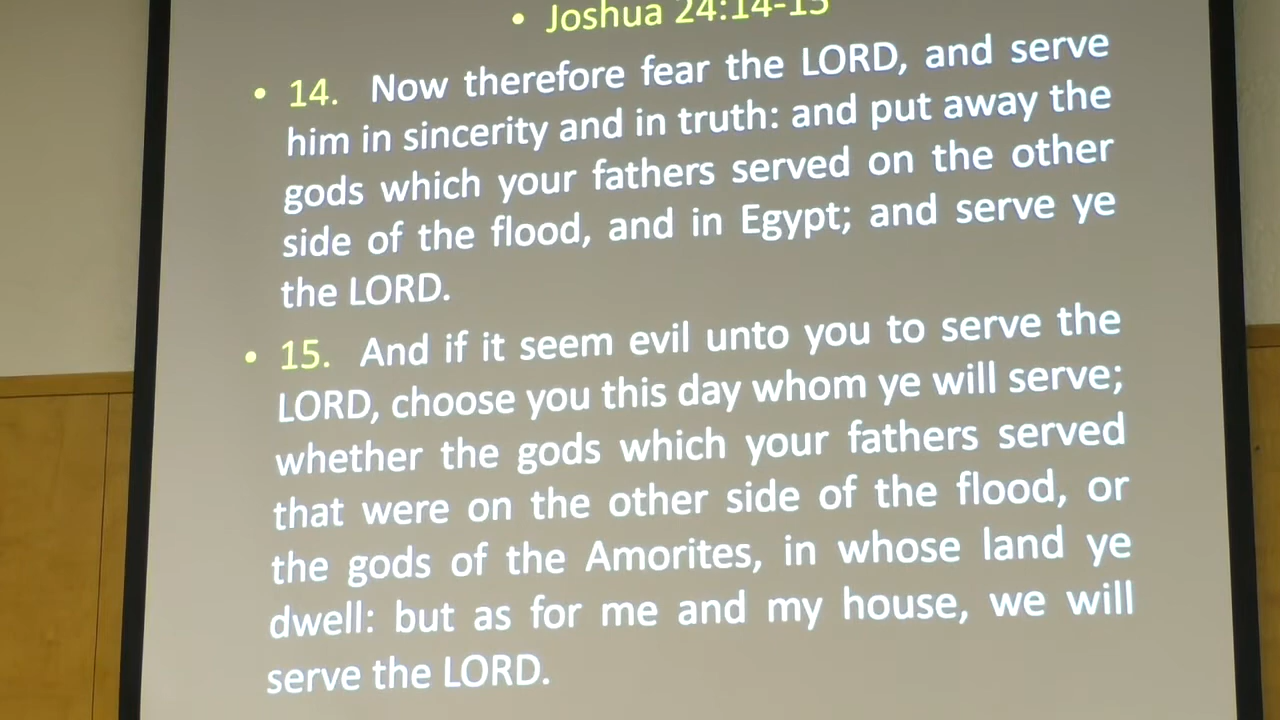 • Joshua 24:14-15
• 14. Now therefore fear the LORD, and serve
him in sincerity and in truth: and put away the
gods which your fathers served on the other
side of the flood, and in Egypt; and serve ye
the LORD.
• 15. And if it seem evil unto you to serve the
LORD, choose you this day whom ye will serve;
whether the gods which your fathers served
that were on the other side of the flood, or
the gods of the Amorites, in whose land ye
dwell: but as for me and my house, we will
serve the LORD.